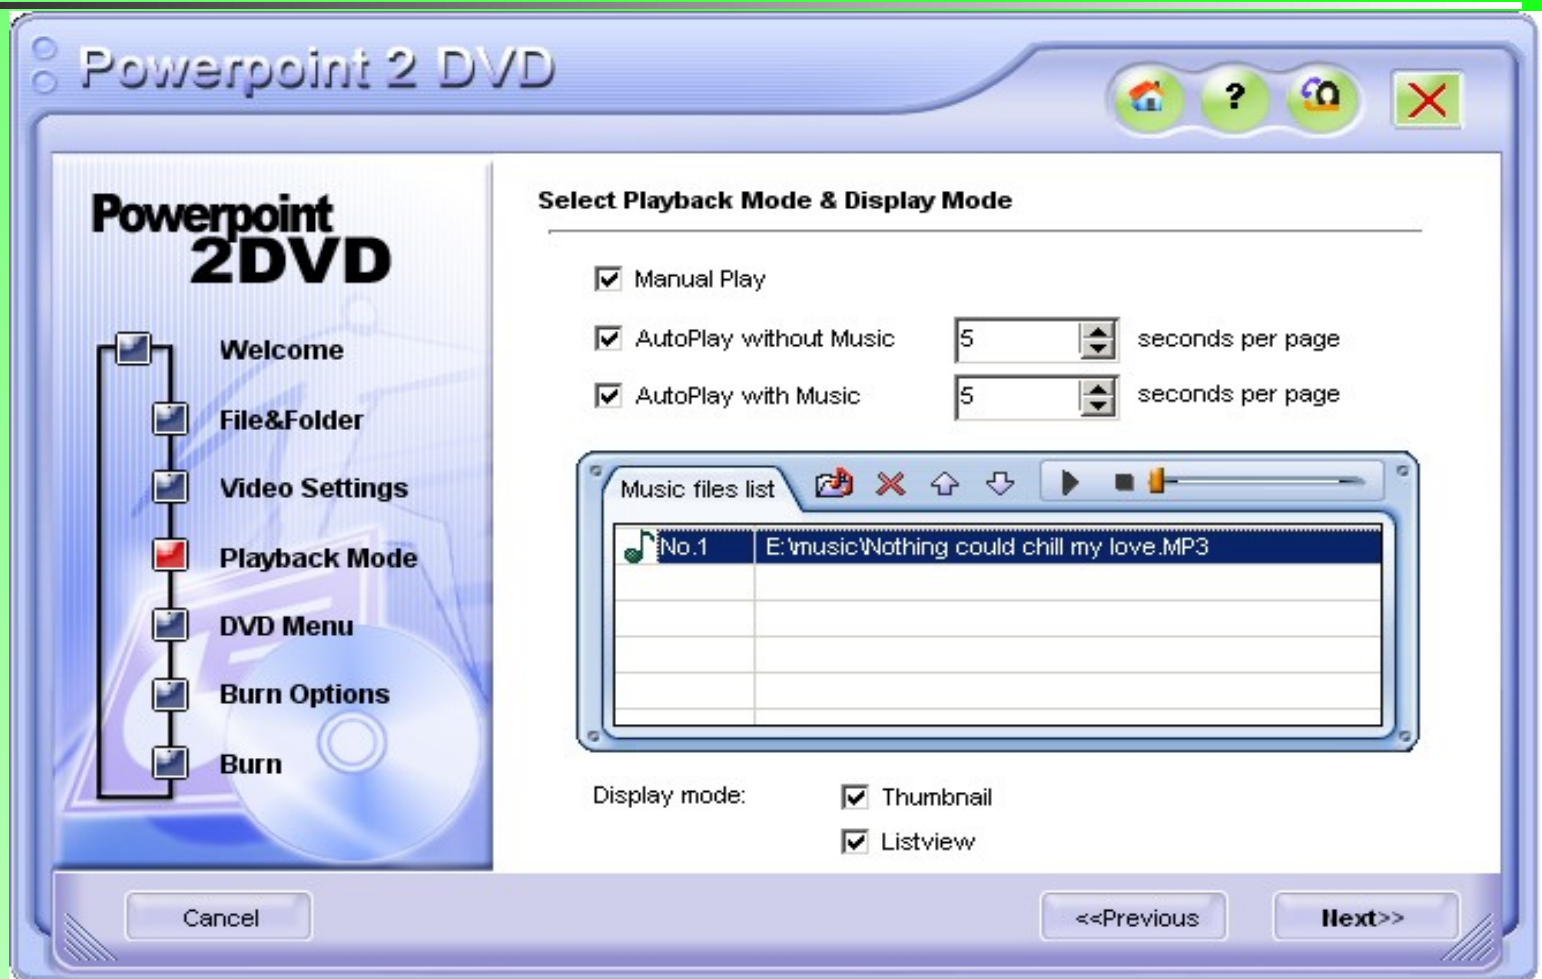 Powerpoint 2 DVD
?
Powerpoint
2DVD
Welcome
File&Folder
Video Settings
Playback Mode
DVD Menu
Burn Options
Burn
Select Playback Mode & Display Mode
Manual Play
AutoPlay without Music 5 seconds per page
AutoPlay with Music 5 seconds per page
Music files list
No.1 E:\music\Nothing could chill my love.MP3
Display mode: Thumbnail
Listview
Cancel <<Previous Next>>